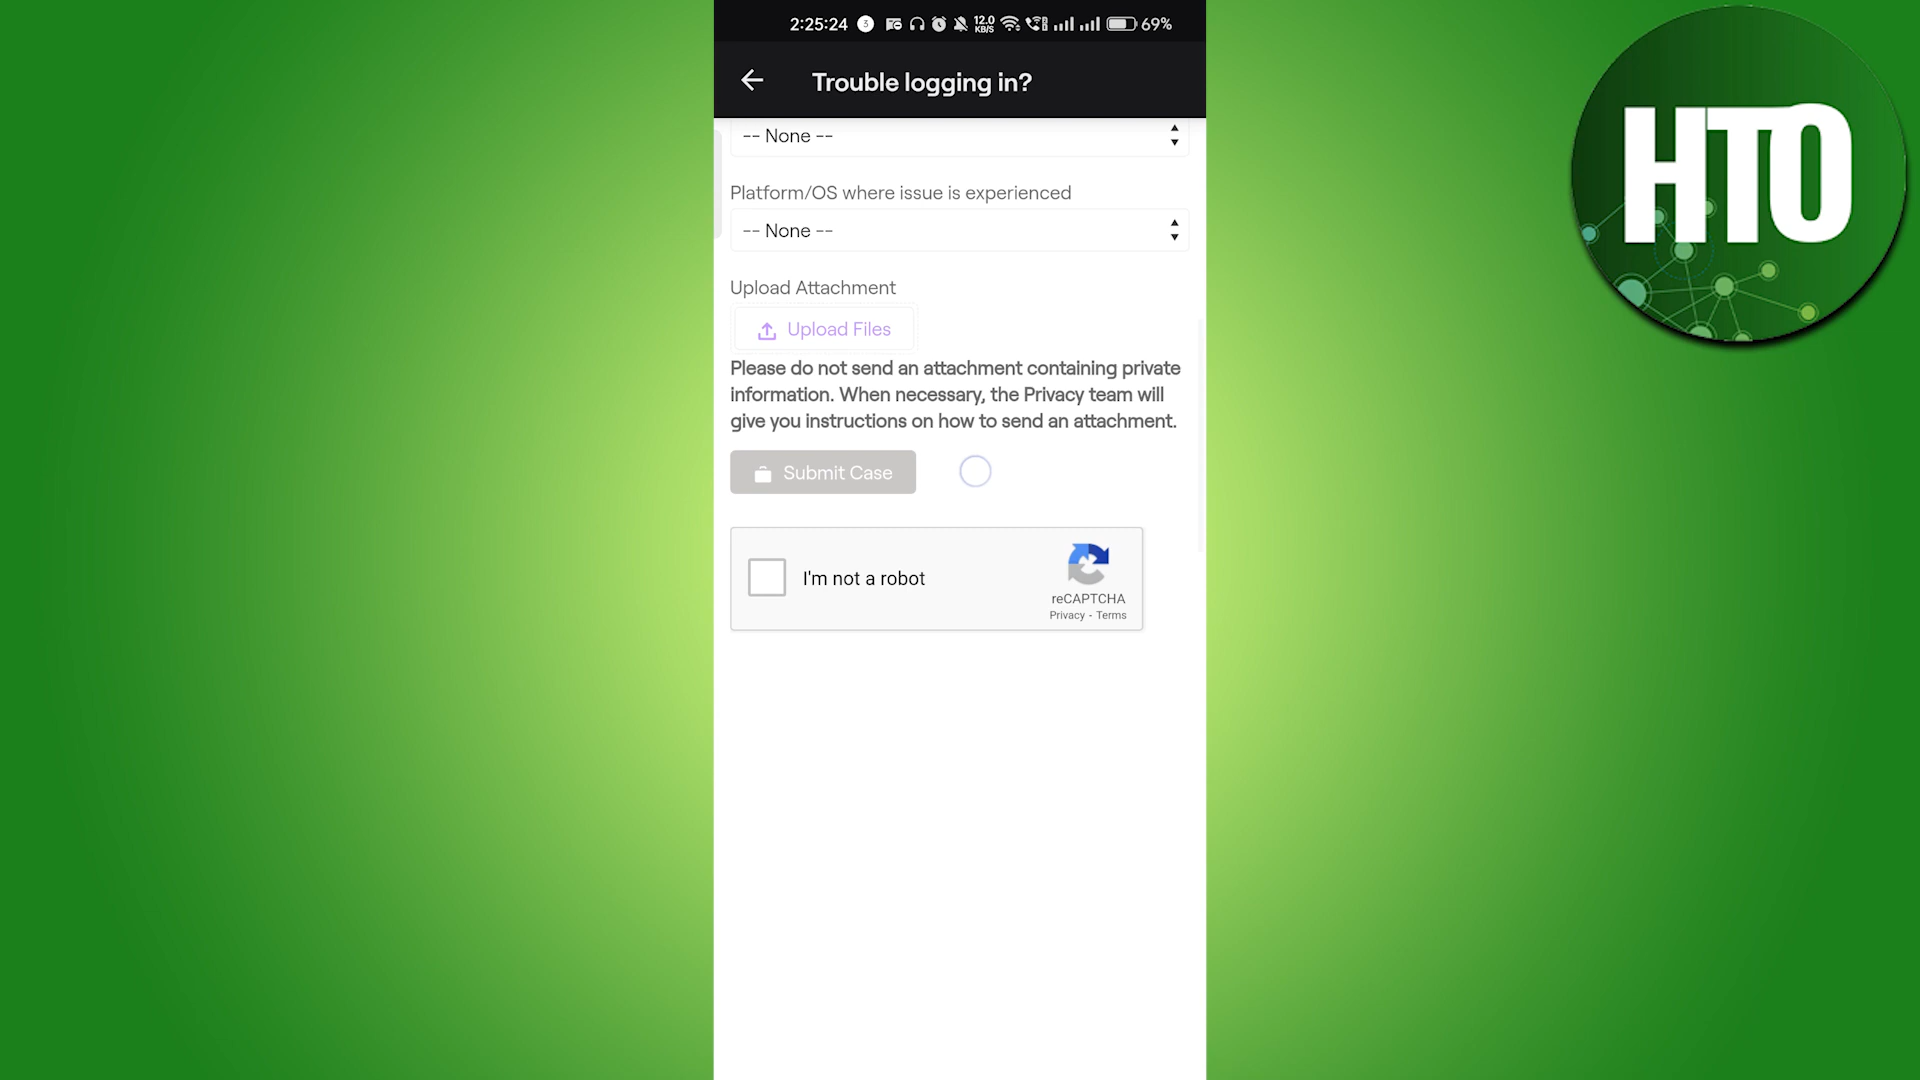 2:25:24 3 12.0 KB/S 69%
HTO
Trouble logging in?
-- None --
Platform/OS where issue is experienced
-- None --
Upload Attachment
Upload Files
Please do not send an attachment containing private
information. When necessary, the Privacy team will
give you instructions on how to send an attachment.
Submit Case
I'm not a robot
reCAPTCHA
Privacy - Terms